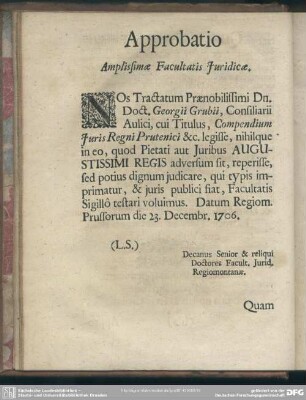 Approbatio
Amplissimæ Facultatis Juridicæ.
NOs Tractatum Prænobilissimi Dn.
Doct. Georgii Grubii, Consiliarii
Aulici, cui Titulus, Compendium
Juris Regni Prutenici &c. legisse, nihilque
in eo, quod Pietati aut Juribus AUGU-
STISSIMI REGIS adversum sit, reperisse,
sed potius dignum judicare, qui typis im-
primatur, & juris publici fiat, Facultatis
Sigillô testari voluimus. Datum Regiom.
Prussorum die 23. Decembr. 1706.
(L.S.)
Decanus Senior & reliqui
Doctores Facult. Jurid.
Regiomontanæ.
Quam
DFG